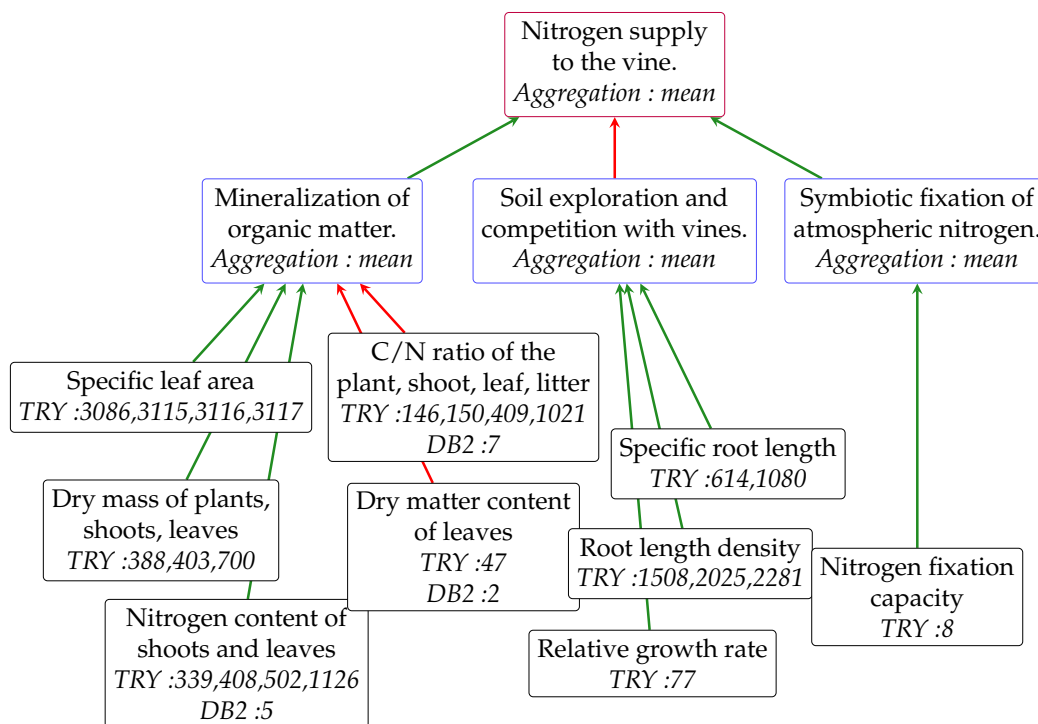 Nitrogen supply
to the vine.
Aggregation : mean
Mineralization of
organic matter.
Aggregation : mean
Soil exploration and
competition with vines.
Aggregation : mean
Symbiotic fixation of
atmospheric nitrogen.
Aggregation : mean
Specific leaf area
TRY :3086,3115,3116,3117
C/N ratio of the
plant, shoot, leaf, litter
TRY :146,150,409,1021
DB2 :7
Specific root length
TRY :614,1080
Dry mass of plants,
shoots, leaves
TRY :388,403,700
Dry matter content
of leaves
TRY :47
DB2 :2
Root length density
TRY :1508,2025,2281
Nitrogen fixation
capacity
TRY :8
Nitrogen content of
shoots and leaves
TRY :339,408,502,1126
DB2 :5
Relative growth rate
TRY :77